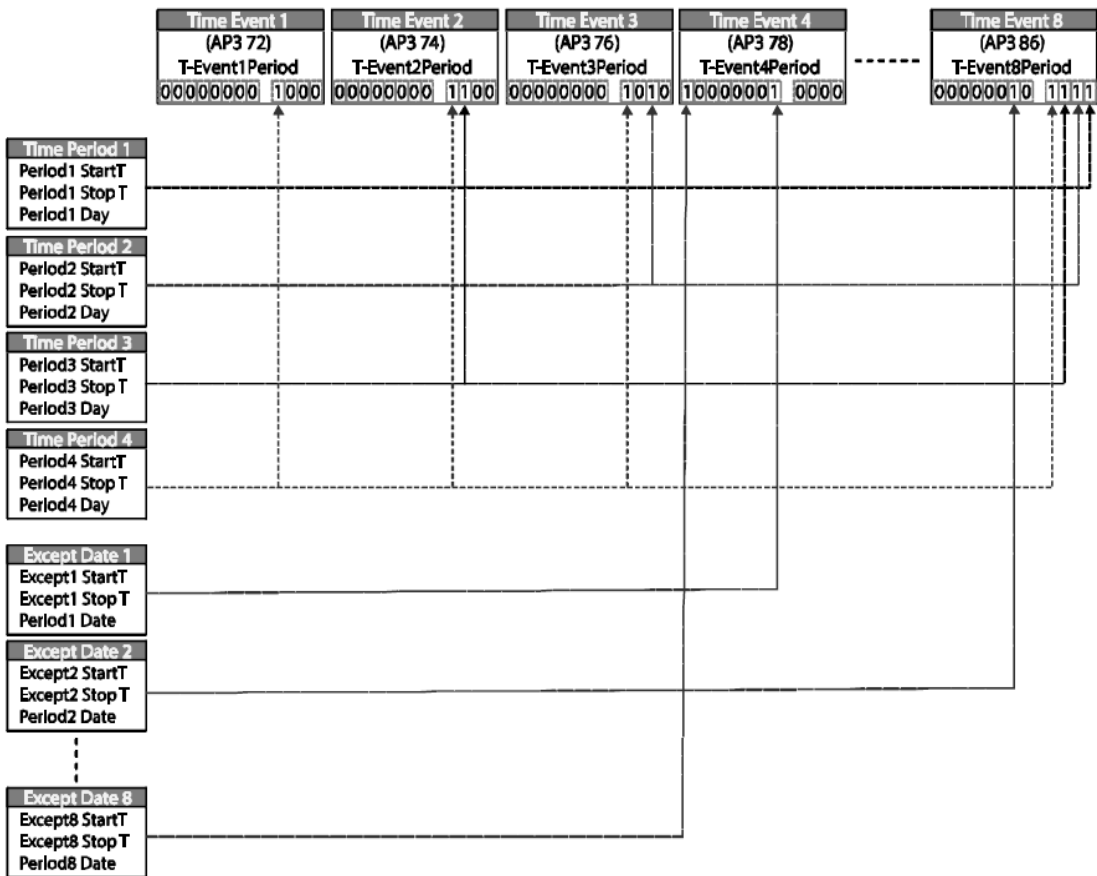 Time Event 1
(AP3 72)
T-Event1Period
00000000 1000
Time Event 2
(AP3 74)
T-Event2Period
00000000 1100
Time Event 3
(AP3 76)
T-Event3Period
00000000 1010
Time Event 4
(AP3 78)
T-Event4Period
10000001 0000
Time Event 8
(AP3 86)
T-Event8Period
00000010 1111
Time Period 1
Period1 StartT
Period1 Stop T
Period1 Day
Time Period 2
Period2 StartT
Period2 Stop T
Period2 Day
Time Period 3
Period3 StartT
Period3 Stop T
Period3 Day
Time Period 4
Period4 StartT
Period4 Stop T
Period4 Day
Except Date 1
Except1 StartT
Except1 Stop T
Period1 Date
Except Date 2
Except2 StartT
Except2 Stop T
Period2 Date
Except Date 8
Except8 StartT
Except8 Stop T
Period8 Date